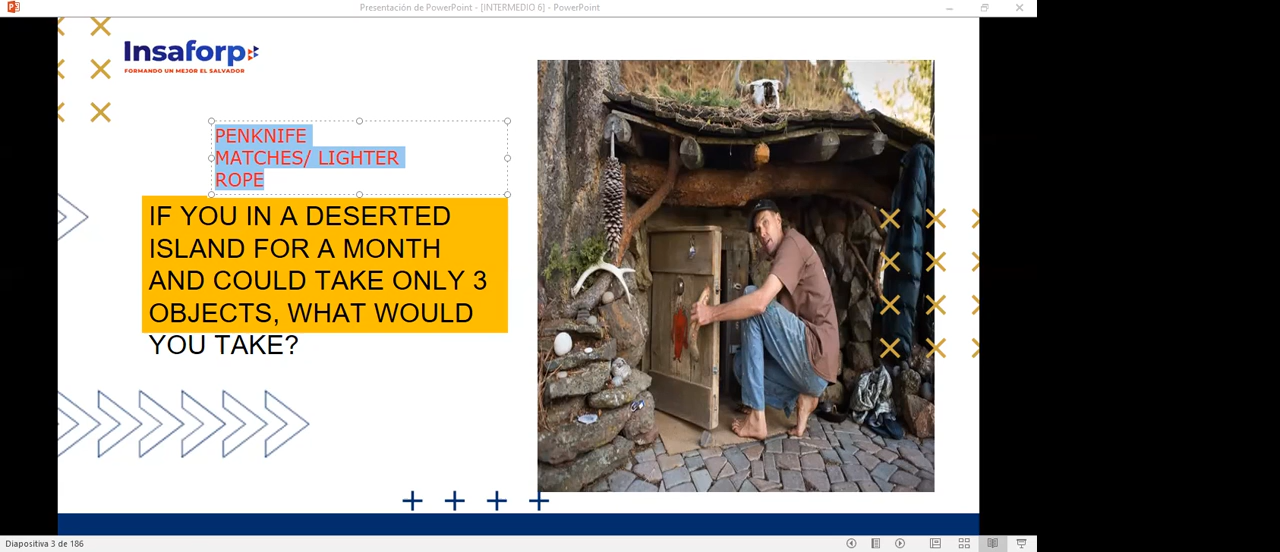 Presentación de PowerPoint - [INTERMEDIO 6] - PowerPoint
Insaforp
FORMANDO UN MEJOR EL SALVADOR
PENKNIFE
MATCHES/ LIGHTER
ROPE
IF YOU IN A DESERTED
ISLAND FOR A MONTH
AND COULD TAKE ONLY 3
OBJECTS, WHAT WOULD
YOU TAKE?
Diapositiva 3 de 186